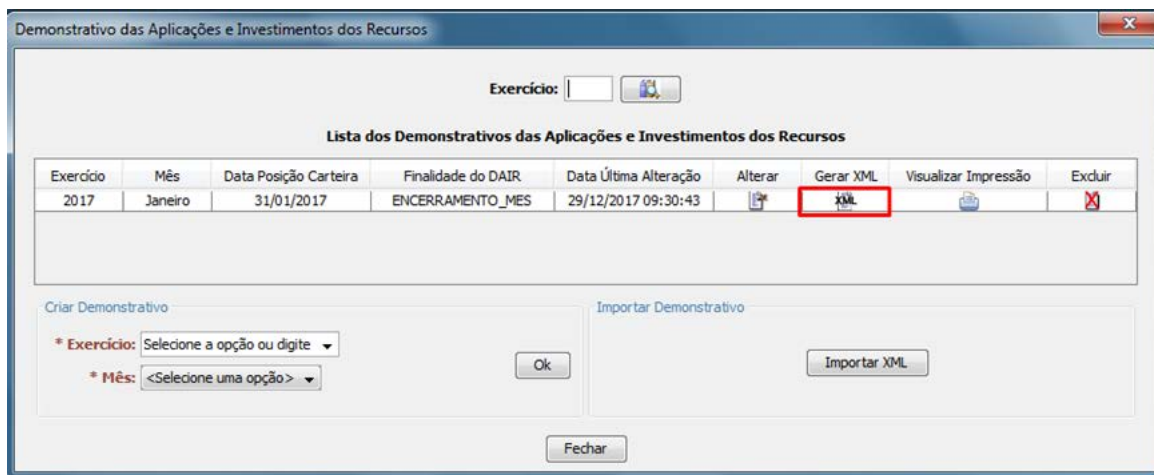 Demonstrativo das Aplicações e Investimentos dos Recursos
Exercício:
Lista dos Demonstrativos das Aplicações e Investimentos dos Recursos
Exercício Mês Data Posição Carteira Finalidade do DAIR Data Última Alteração Alterar Gerar XML Visualizar Impressão Excluir
2017 Janeiro 31/01/2017 ENCERRAMENTO_MES 29/12/2017 09:30:43 XML
Criar Demonstrativo Importar Demonstrativo
* Exercício: Selecione a opção ou digite
* Mês: <Selecione uma opção> Ok Importar XML
Fechar